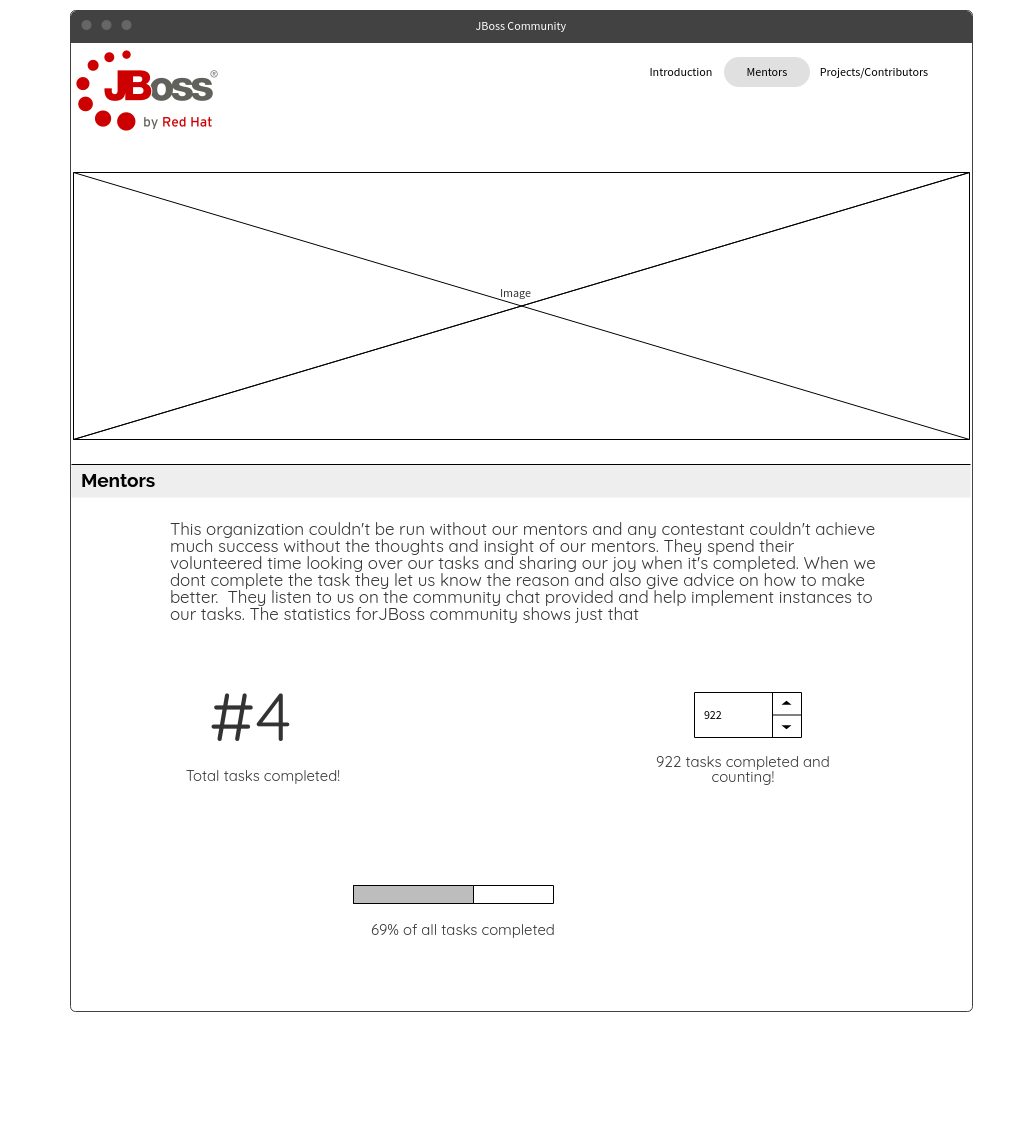 JBoss Community
JBoss®
by Red Hat
Introduction Mentors Projects/Contributors
Image
Mentors
This organization couldn't be run without our mentors and any contestant couldn't achieve
much success without the thoughts and insight of our mentors. They spend their
volunteered time looking over our tasks and sharing our joy when it's completed. When we
dont complete the task they let us know the reason and also give advice on how to make
better.  They listen to us on the community chat provided and help implement instances to
our tasks. The statistics forJBoss community shows just that
#4
Total tasks completed!
922
922 tasks completed and
counting!
69% of all tasks completed